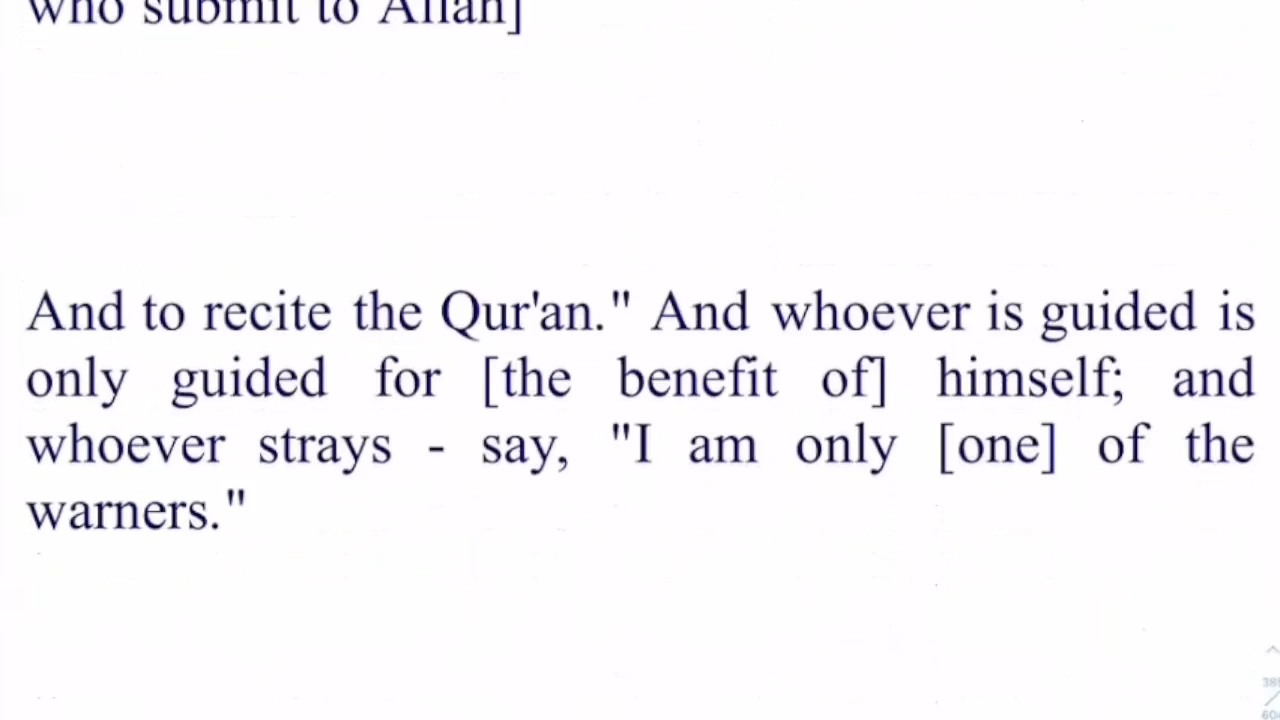 who submit to Allah]
And to recite the Qur'an." And whoever is guided is
only guided for [the benefit of] himself; and
whoever strays - say, "I am only [one] of the
warners."